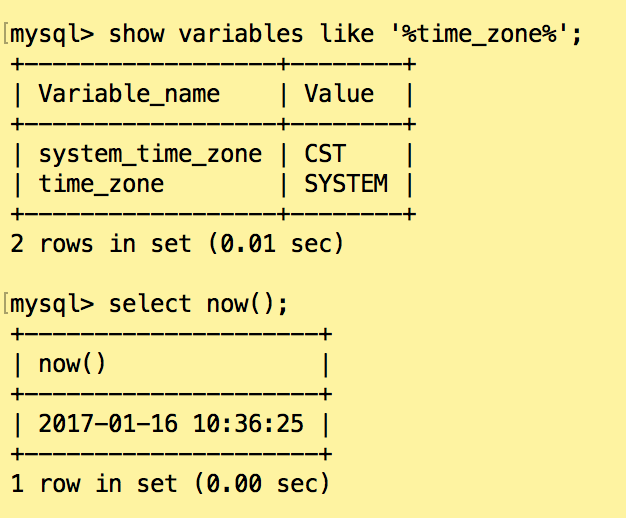 [mysql> show variables like '%time_zone%';
+------------------+--------+
| Variable_name    | Value  |
+------------------+--------+
| system_time_zone | CST    |
| time_zone        | SYSTEM |
+------------------+--------+
2 rows in set (0.01 sec)

[mysql> select now();
+---------------------+
| now()               |
+---------------------+
| 2017-01-16 10:36:25 |
+---------------------+
1 row in set (0.00 sec)